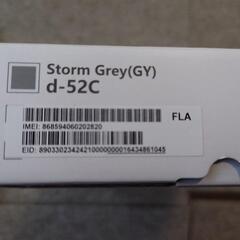 Storm Grey(GY)
d-52C
FLA
IMEI: 868594060202820
EID: 89033023424210000000016434861045